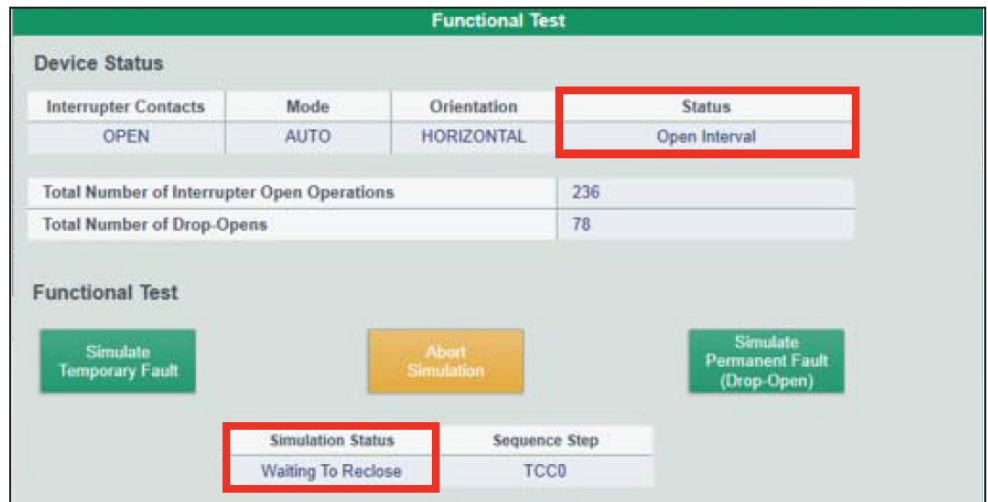 Functional Test
Device Status
Interrupter Contacts Mode Orientation Status
OPEN AUTO HORIZONTAL Open Interval
Total Number of Interrupter Open Operations 236
Total Number of Drop-Opens 78
Functional Test
Simulate
Temporary Fault
Abort
Simulation
Simulate
Permanent Fault
(Drop-Open)
Simulation Status Sequence Step
Waiting To Reclose TCC0